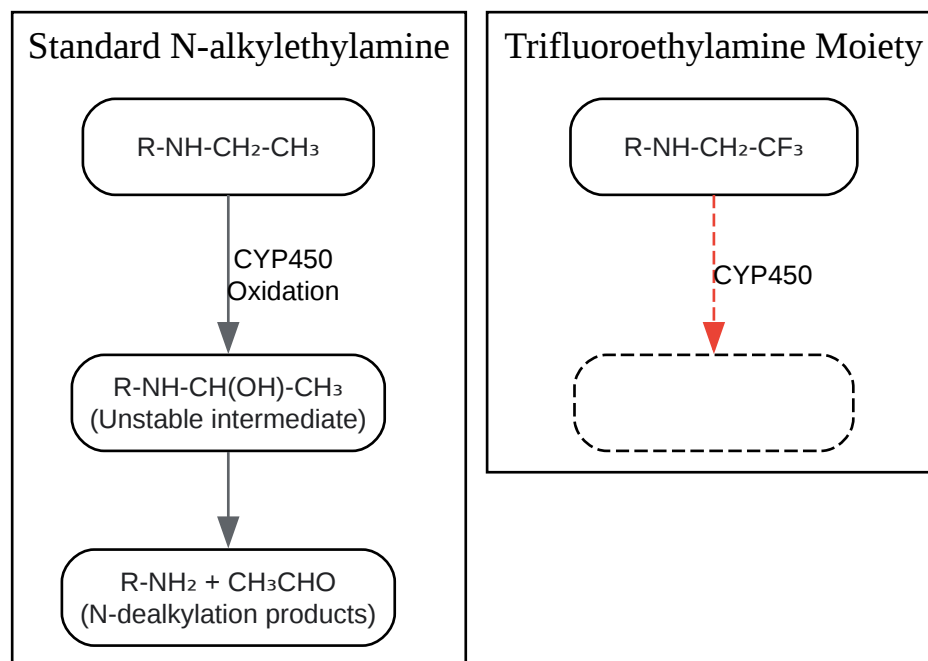 Standard N-alkylethylamine
R-NH-CH₂-CH₃
CYP450
Oxidation
R-NH-CH(OH)-CH₃
(Unstable intermediate)
R-NH₂ + CH₃CHO
(N-dealkylation products)
Trifluoroethylamine Moiety
R-NH-CH₂-CF₃
CYP450